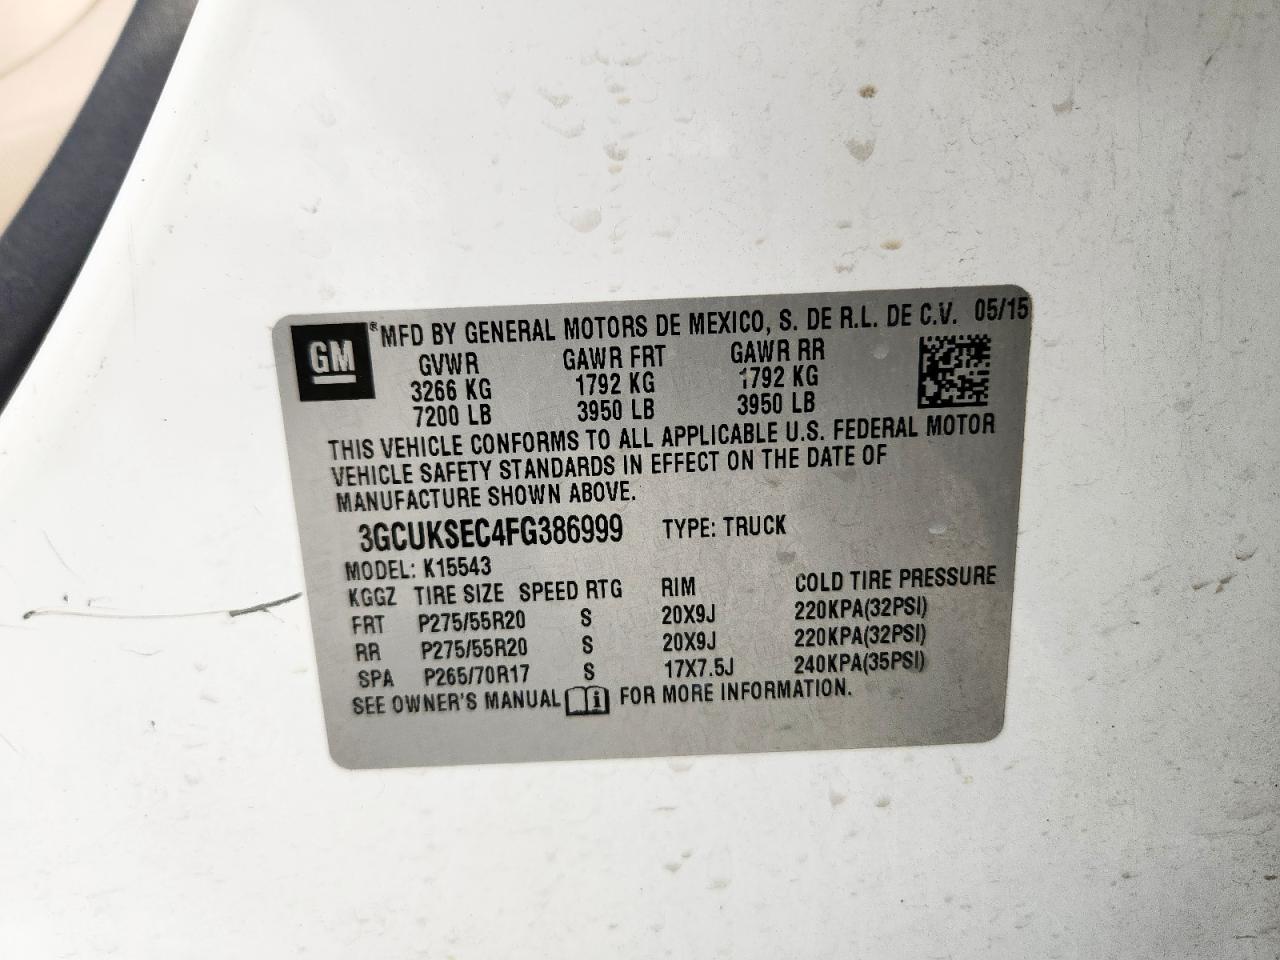 GM ® MFD BY GENERAL MOTORS DE MEXICO, S. DE R.L. DE C.V. 05/15
GVWR GAWR FRT GAWR RR
3266 KG 1792 KG 1792 KG
7200 LB 3950 LB 3950 LB
THIS VEHICLE CONFORMS TO ALL APPLICABLE U.S. FEDERAL MOTOR
VEHICLE SAFETY STANDARDS IN EFFECT ON THE DATE OF
MANUFACTURE SHOWN ABOVE.
3GCUKSEC4FG386999 TYPE: TRUCK
MODEL: K15543
KGGZ TIRE SIZE SPEED RTG RIM COLD TIRE PRESSURE
FRT P275/55R20 S 20X9J 220KPA(32PSI)
RR P275/55R20 S 20X9J 220KPA(32PSI)
SPA P265/70R17 S 17X7.5J 240KPA(35PSI)
SEE OWNER'S MANUAL i FOR MORE INFORMATION.